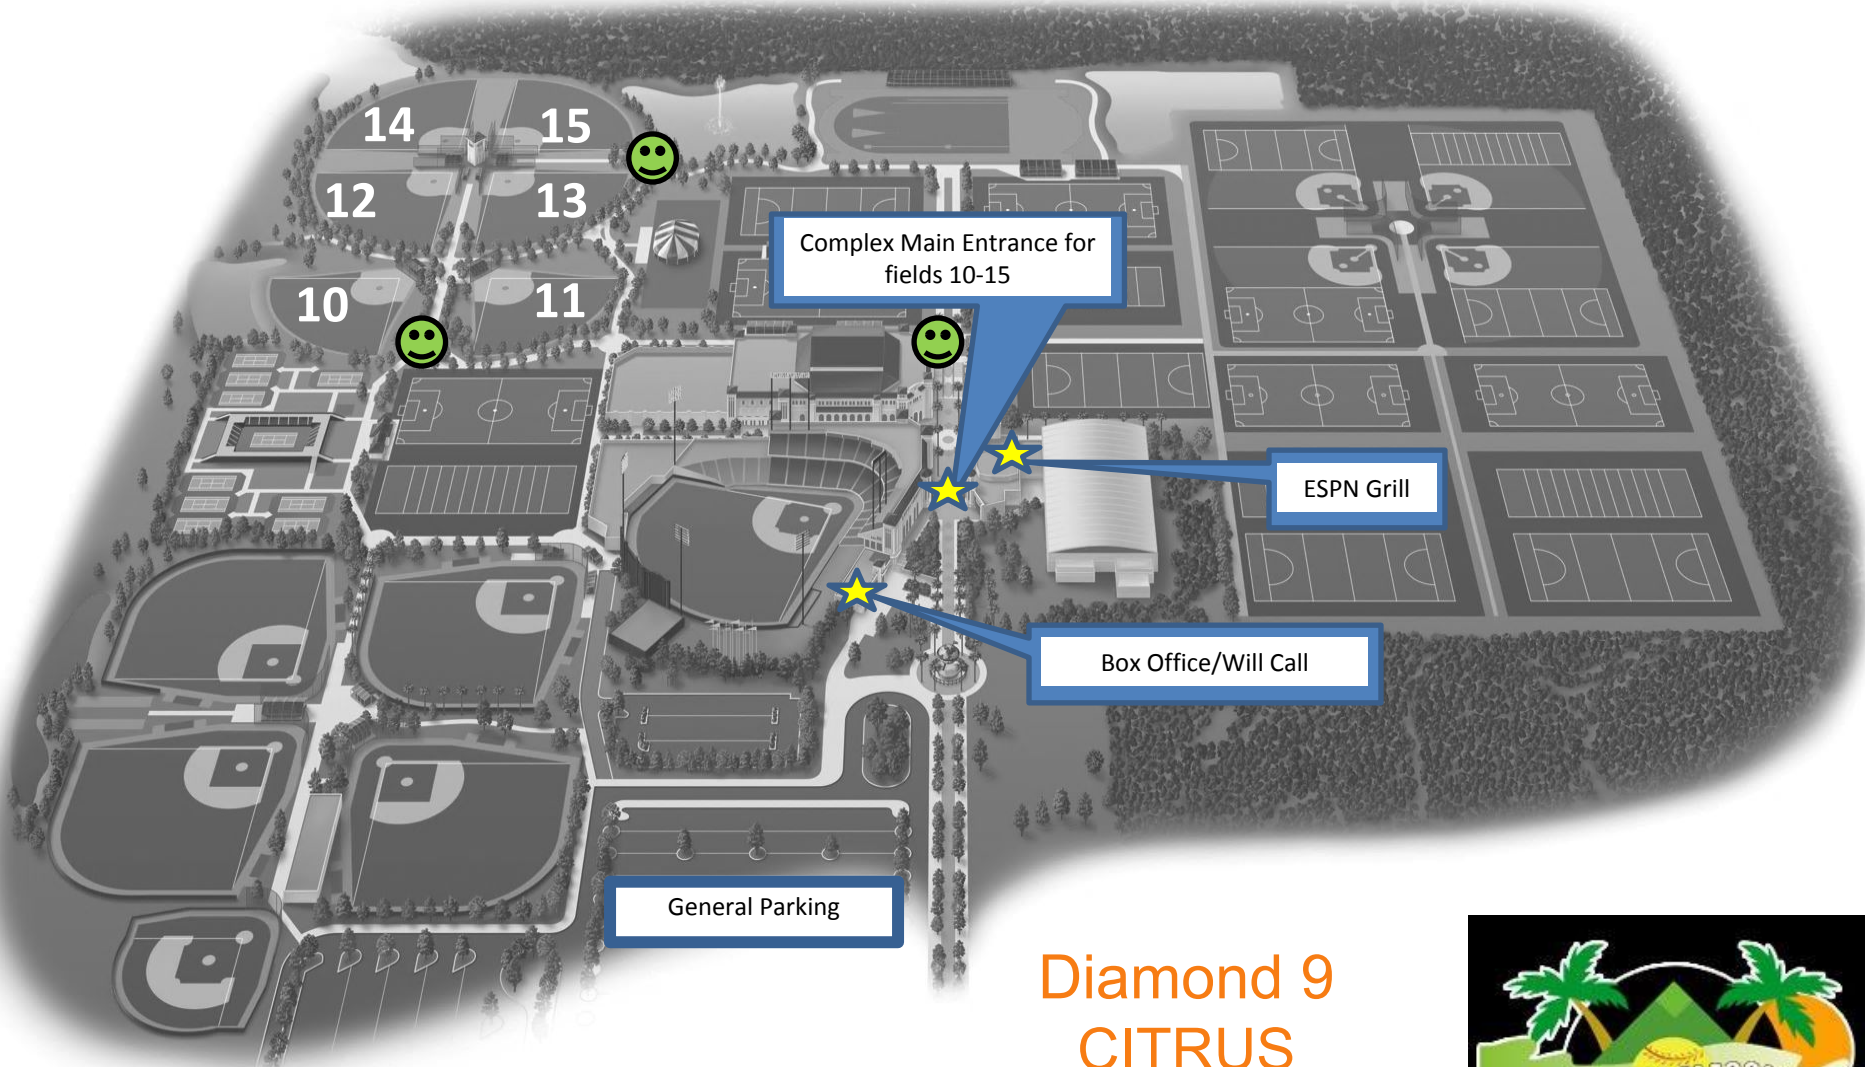 14
15
12
13
Complex Main Entrance for
fields 10-15
10
11
ESPN Grill
Box Office/Will Call
General Parking
Diamond 9
CITRUS